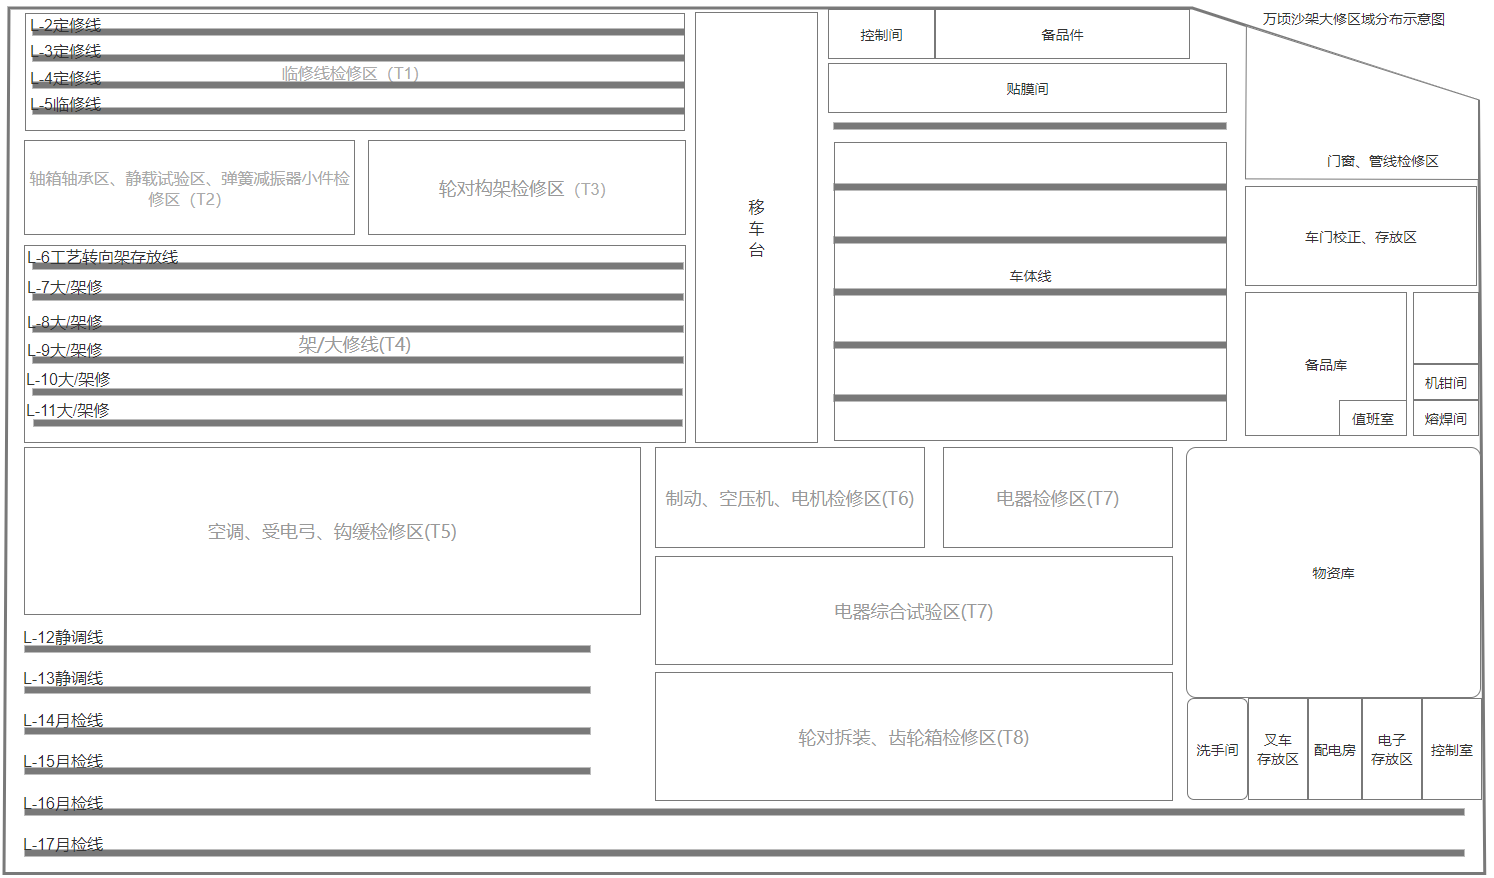 万顷沙架大修区域分布示意图
L-2定修线
L-3定修线
L-4定修线
L-5临修线
临修线检修区（T1）
轴箱轴承区、静载试验区、弹簧减振器小件检
修区（T2）
轮对构架检修区（T3）
L-6工艺转向架存放线
L-7大/架修
L-8大/架修
L-9大/架修
L-10大/架修
L-11大/架修
架/大修线(T4)
移
车
台
控制间
备品件
贴膜间
车体线
门窗、管线检修区
车门校正、存放区
备品库
值班室
机钳间
熔焊间
空调、受电弓、钩缓检修区(T5)
制动、空压机、电机检修区(T6)
电器检修区(T7)
电器综合试验区(T7)
轮对拆装、齿轮箱检修区(T8)
物资库
洗手间
叉车
存放区
配电房
电子
存放区
控制室
L-12静调线
L-13静调线
L-14月检线
L-15月检线
L-16月检线
L-17月检线